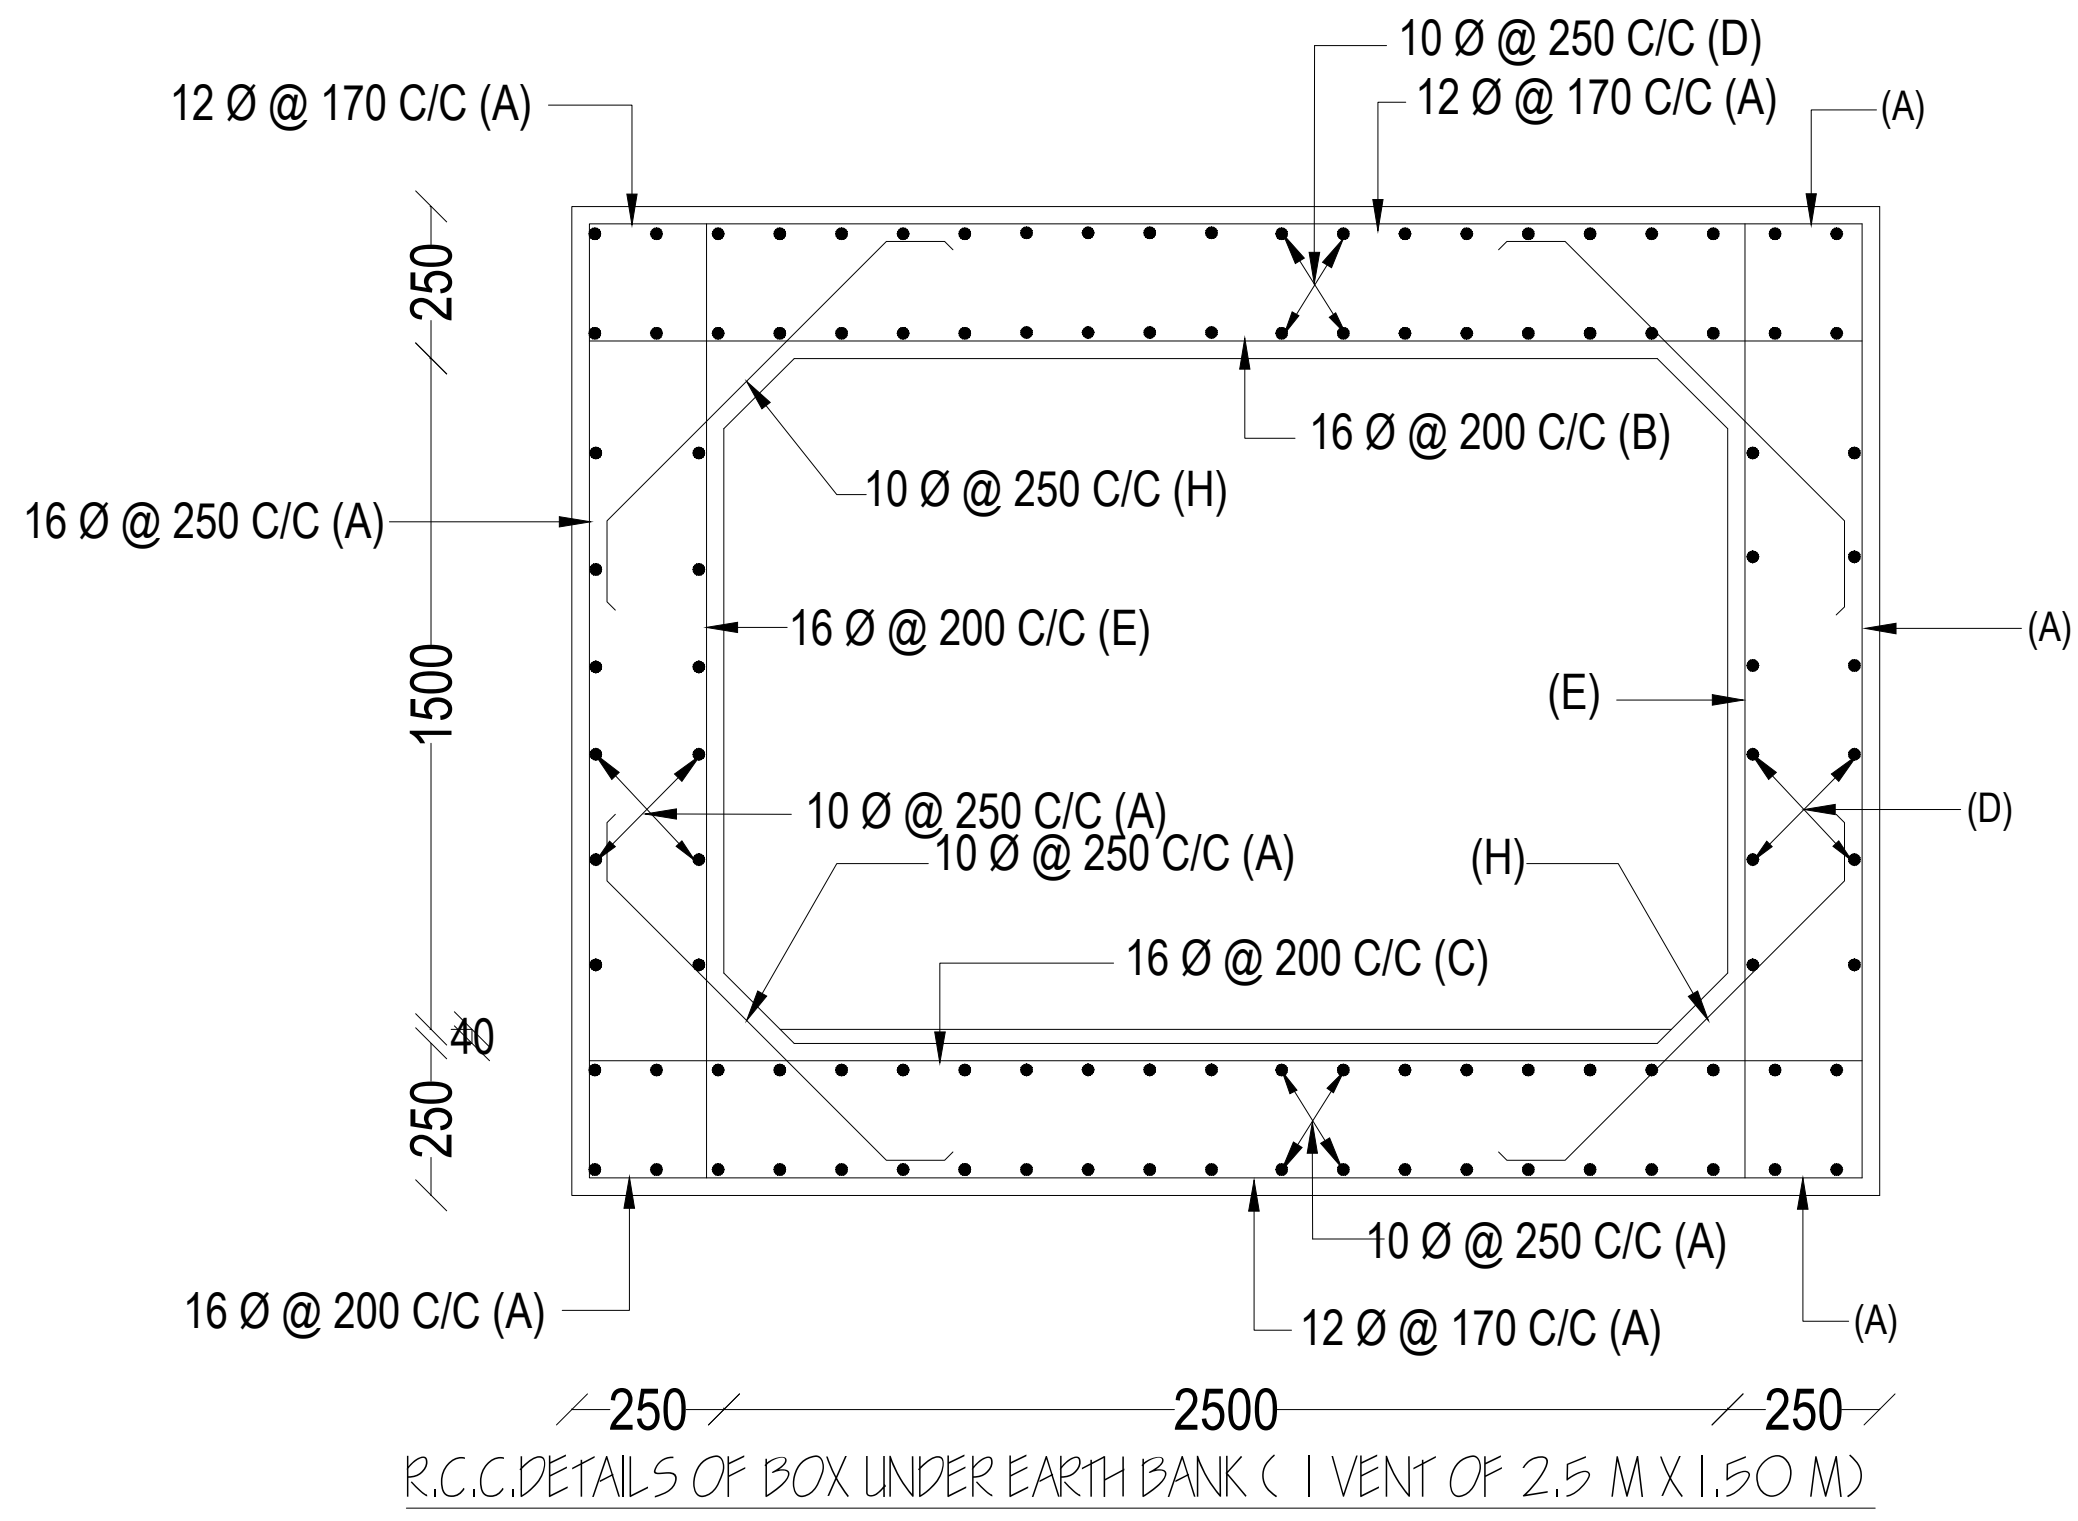 10 Ø @ 250 C/C (D)
12 Ø @ 170 C/C (A)
12 Ø @ 170 C/C (A)
(A)
250
16 Ø @ 200 C/C (B)
10 Ø @ 250 C/C (H)
16 Ø @ 250 C/C (A)
16 Ø @ 200 C/C (E)
(A)
1500
(E)
10 Ø @ 250 C/C (A)
(D)
10 Ø @ 250 C/C (A)
(H)
16 Ø @ 200 C/C (C)
40
250
10 Ø @ 250 C/C (A)
16 Ø @ 200 C/C (A)
12 Ø @ 170 C/C (A)
(A)
250
2500
250
R.C.C.DETAILS OF BOX UNDER EARTH BANK ( 1 VENT OF 2.5 M X 1.50 M)